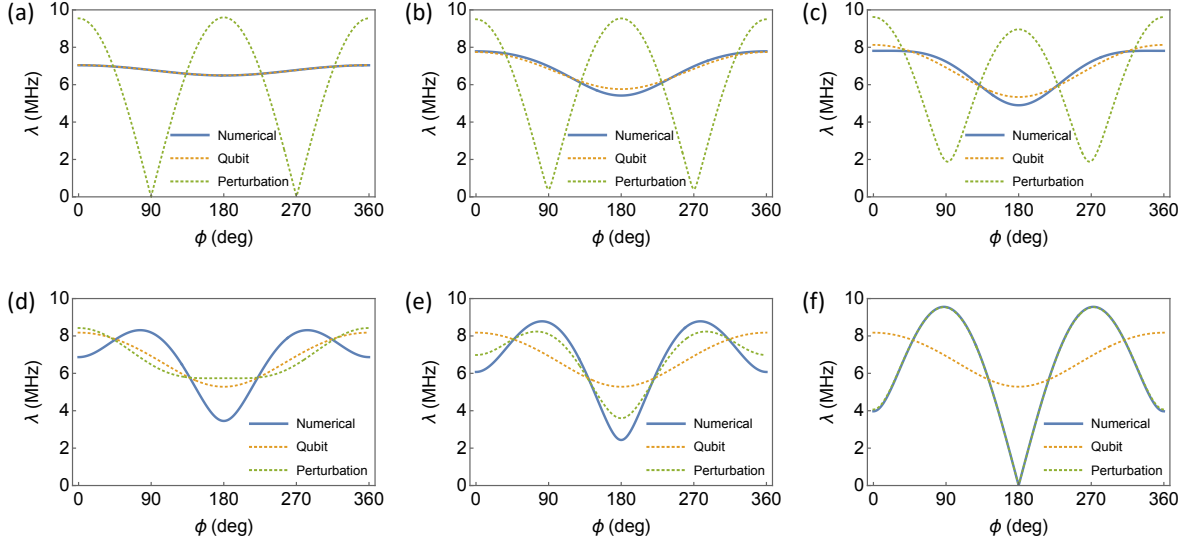 (a)
10
8
6
4
2
0
λ (MHz)
Numerical
Qubit
Perturbation
0 90 180 270 360
ϕ (deg)
(b)
10
8
6
4
2
0
λ (MHz)
Numerical
Qubit
Perturbation
0 90 180 270 360
ϕ (deg)
(c)
10
8
6
4
2
0
λ (MHz)
Numerical
Qubit
Perturbation
0 90 180 270 360
ϕ (deg)
(d)
10
8
6
4
2
0
λ (MHz)
Numerical
Qubit
Perturbation
0 90 180 270 360
ϕ (deg)
(e)
10
8
6
4
2
0
λ (MHz)
Numerical
Qubit
Perturbation
0 90 180 270 360
ϕ (deg)
(f)
10
8
6
4
2
0
λ (MHz)
Numerical
Qubit
Perturbation
0 90 180 270 360
ϕ (deg)